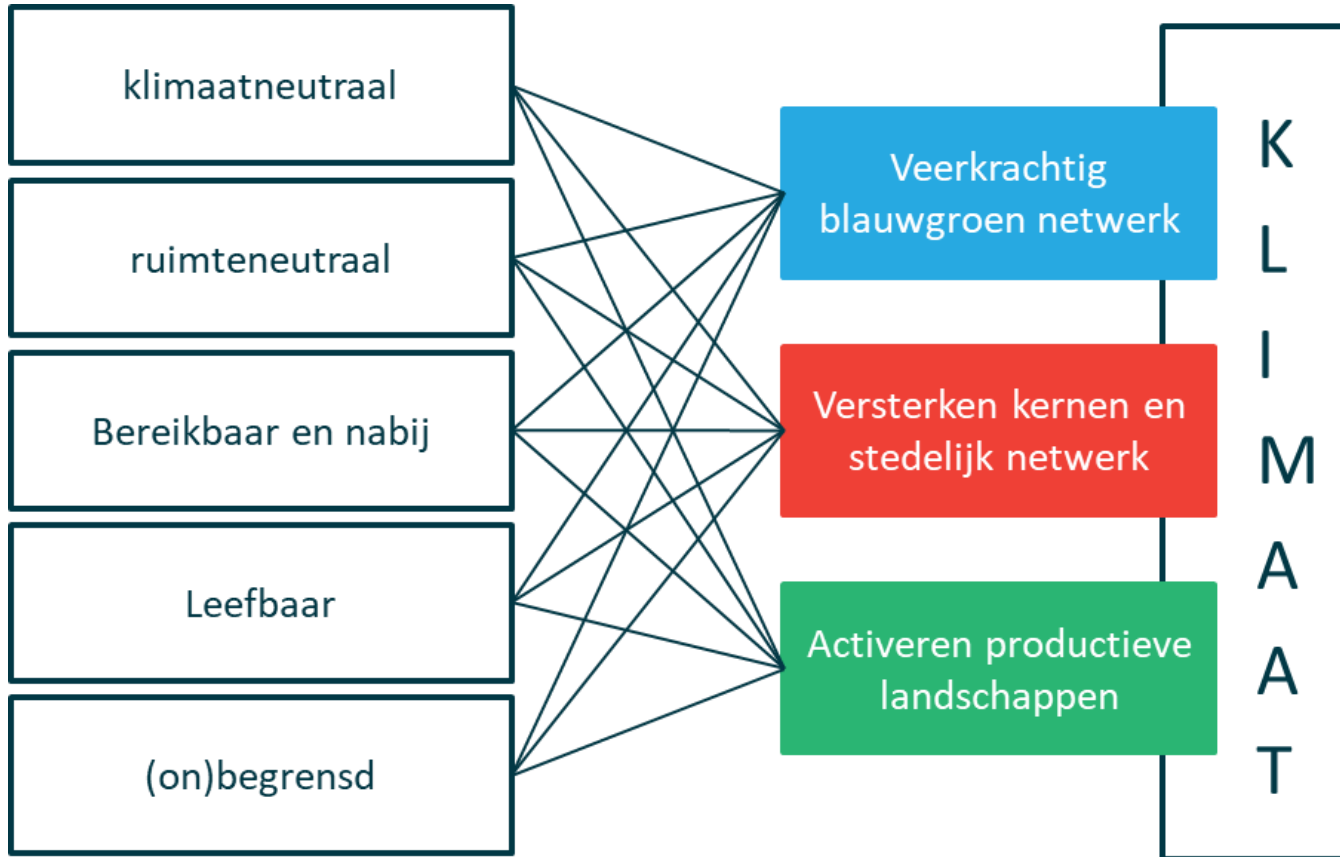 klimaatneutraal
ruimteneutraal
Bereikbaar en nabij
Leefbaar
(on)begrensd
Veerkrachtig
blauwgroen netwerk
Versterken kernen en
stedelijk netwerk
Activeren productieve
landschappen
K
L
I
M
A
A
T